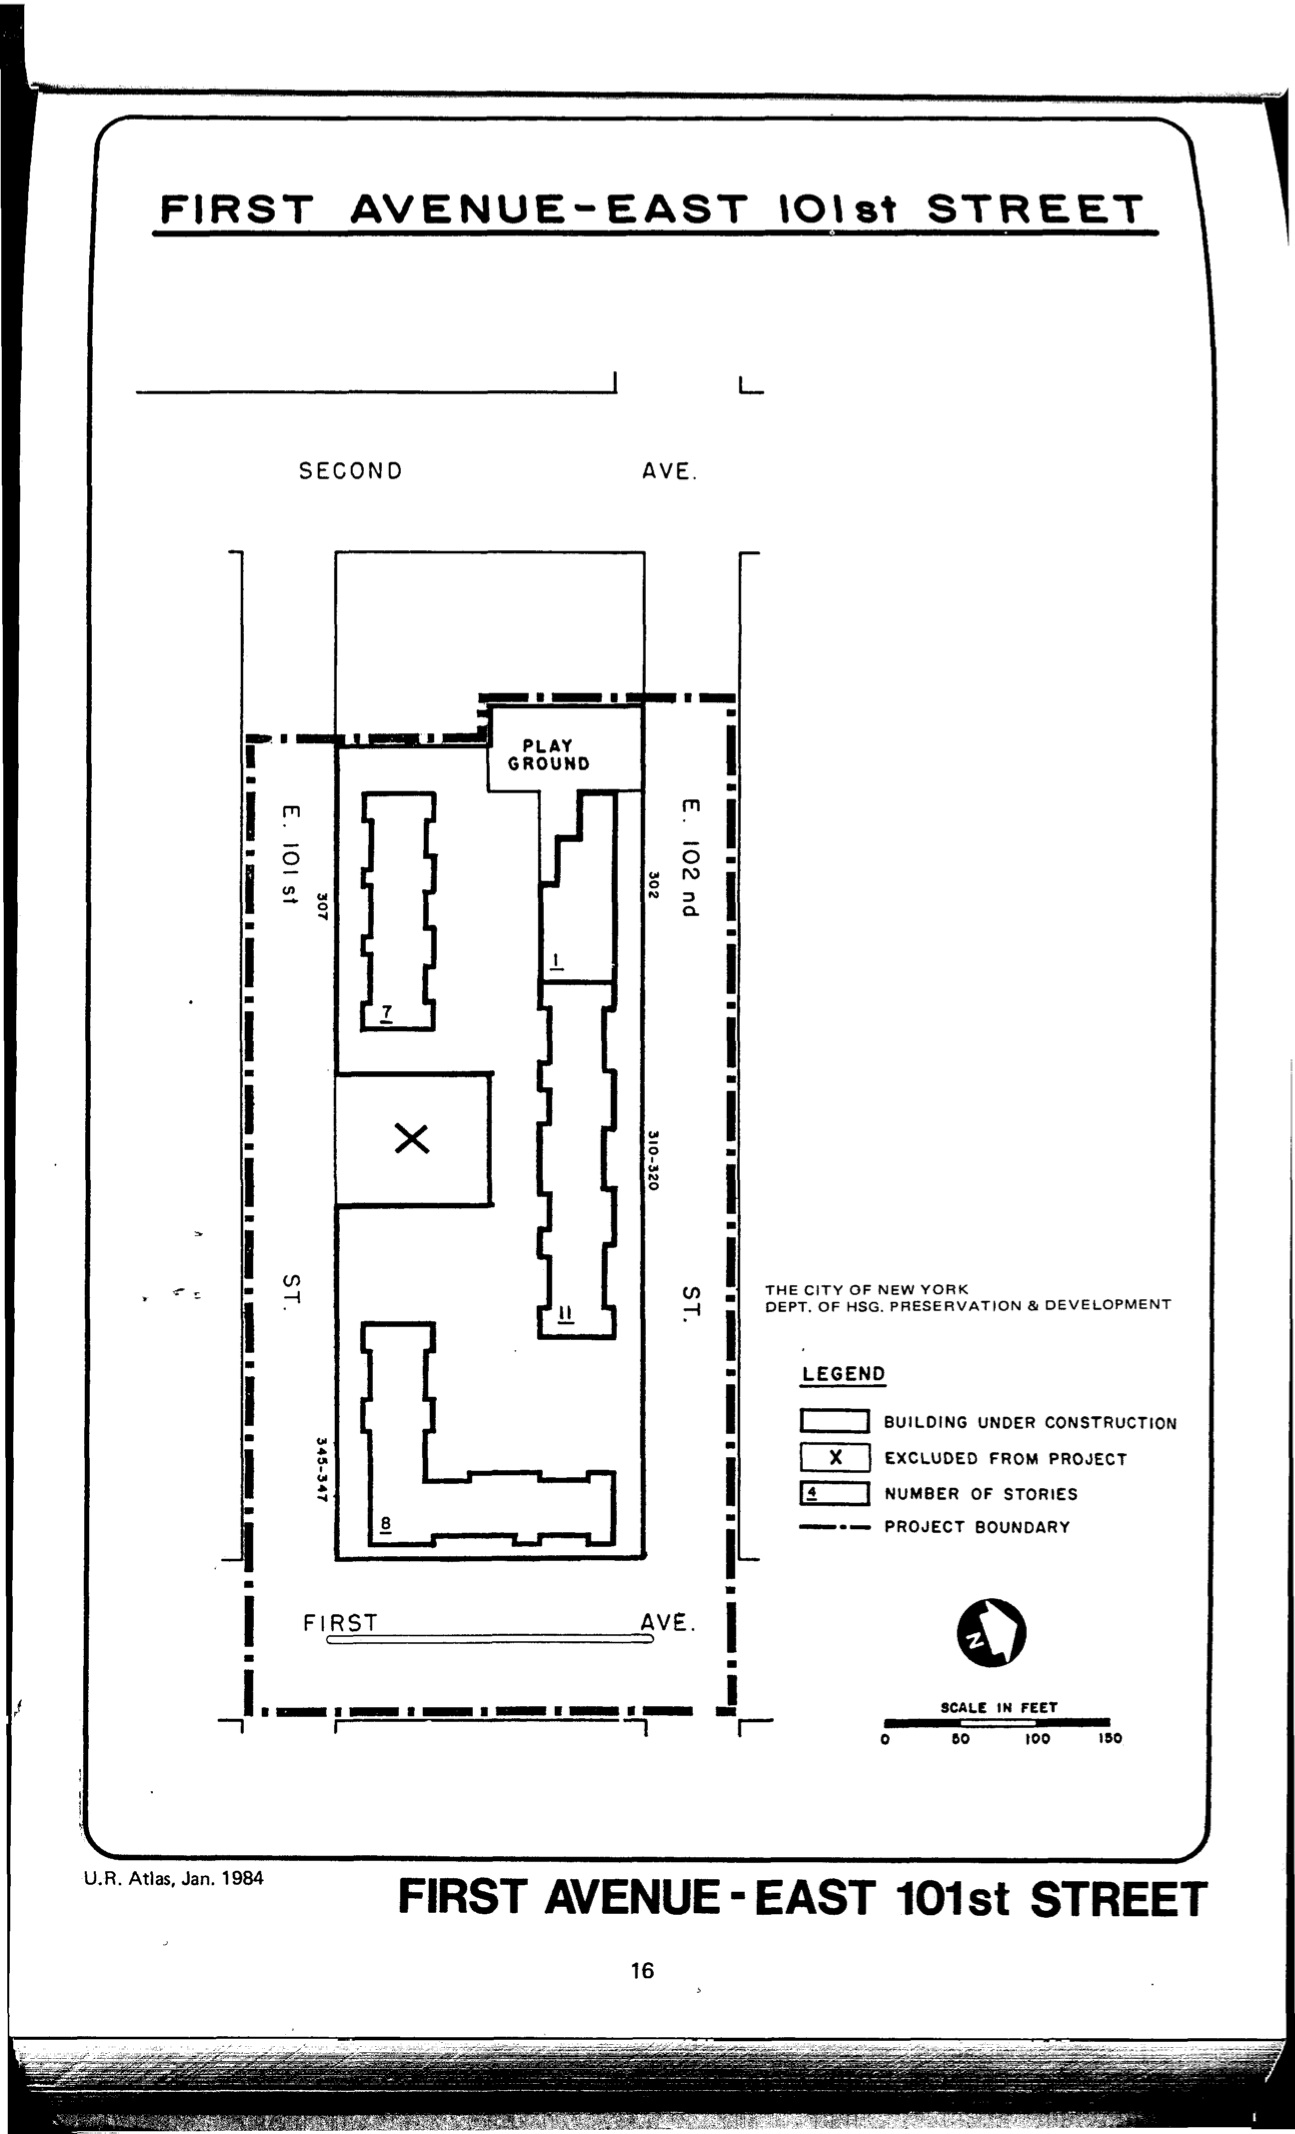 FIRST AVENUE-EAST 101st STREET
SECOND AVE.
PLAY
GROUND
E. 101 st ST.
E. 102 nd ST.
307
302
1
7
X
310-320
11
345-347
8
FIRST AVE.
THE CITY OF NEW YORK
DEPT. OF HSG. PRESERVATION & DEVELOPMENT
LEGEND
BUILDING UNDER CONSTRUCTION
X EXCLUDED FROM PROJECT
4 NUMBER OF STORIES
PROJECT BOUNDARY
N
SCALE IN FEET
0 50 100 150
U.R. Atlas, Jan. 1984
FIRST AVENUE - EAST 101st STREET
16